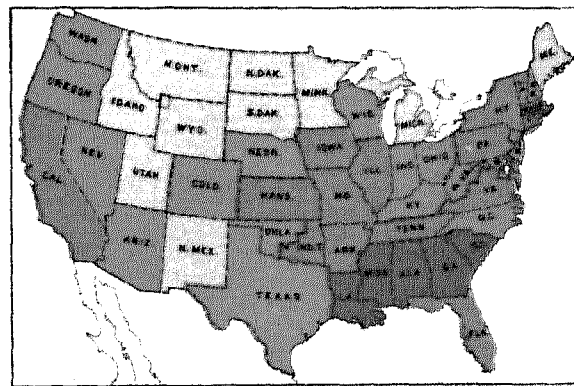 WASH.
MONT.
N.DAK.
MINN.
ME.
OREGON
IDAHO
S.DAK.
WIS.
MICH.
N.Y.
WYO.
NEBR.
IOWA
PA.
NEV.
UTAH
COLO.
ILL.
IND.
OHIO
CAL.
KANS.
MO.
KY.
VA.
ARIZ.
N.MEX.
OKLA.
IND.T.
ARK.
TENN.
N.C.
TEXAS
MISS.
ALA.
GA.
FLA.